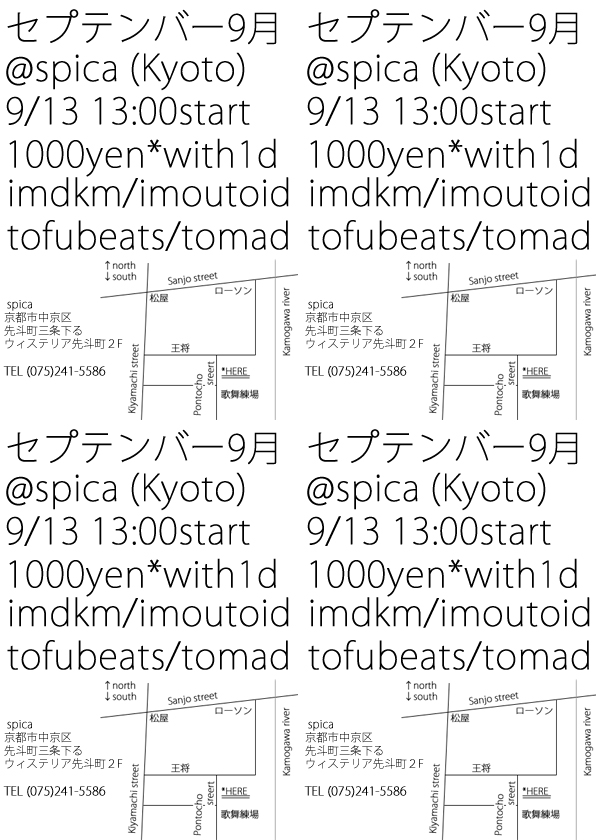 セプテンバー9月
@spica (Kyoto)
9/13 13:00start
1000yen*with1d
imdkm/imoutoid
tofubeats/tomad
↑north
↓south
Sanjo street
松屋
ローソン
Kamogawa river
spica
京都市中京区
先斗町三条下る
ウィステリア先斗町２F
TEL (075)241-5586
王将
Kiyamachi street
Pontocho sreert
*HERE
歌舞練場
セプテンバー9月
@spica (Kyoto)
9/13 13:00start
1000yen*with1d
imdkm/imoutoid
tofubeats/tomad
↑north
↓south
Sanjo street
松屋
ローソン
Kamogawa river
spica
京都市中京区
先斗町三条下る
ウィステリア先斗町２F
TEL (075)241-5586
王将
Kiyamachi street
Pontocho sreert
*HERE
歌舞練場
セプテンバー9月
@spica (Kyoto)
9/13 13:00start
1000yen*with1d
imdkm/imoutoid
tofubeats/tomad
↑north
↓south
Sanjo street
松屋
ローソン
Kamogawa river
spica
京都市中京区
先斗町三条下る
ウィステリア先斗町２F
TEL (075)241-5586
王将
Kiyamachi street
Pontocho sreert
*HERE
歌舞練場
セプテンバー9月
@spica (Kyoto)
9/13 13:00start
1000yen*with1d
imdkm/imoutoid
tofubeats/tomad
↑north
↓south
Sanjo street
松屋
ローソン
Kamogawa river
spica
京都市中京区
先斗町三条下る
ウィステリア先斗町２F
TEL (075)241-5586
王将
Kiyamachi street
Pontocho sreert
*HERE
歌舞練場